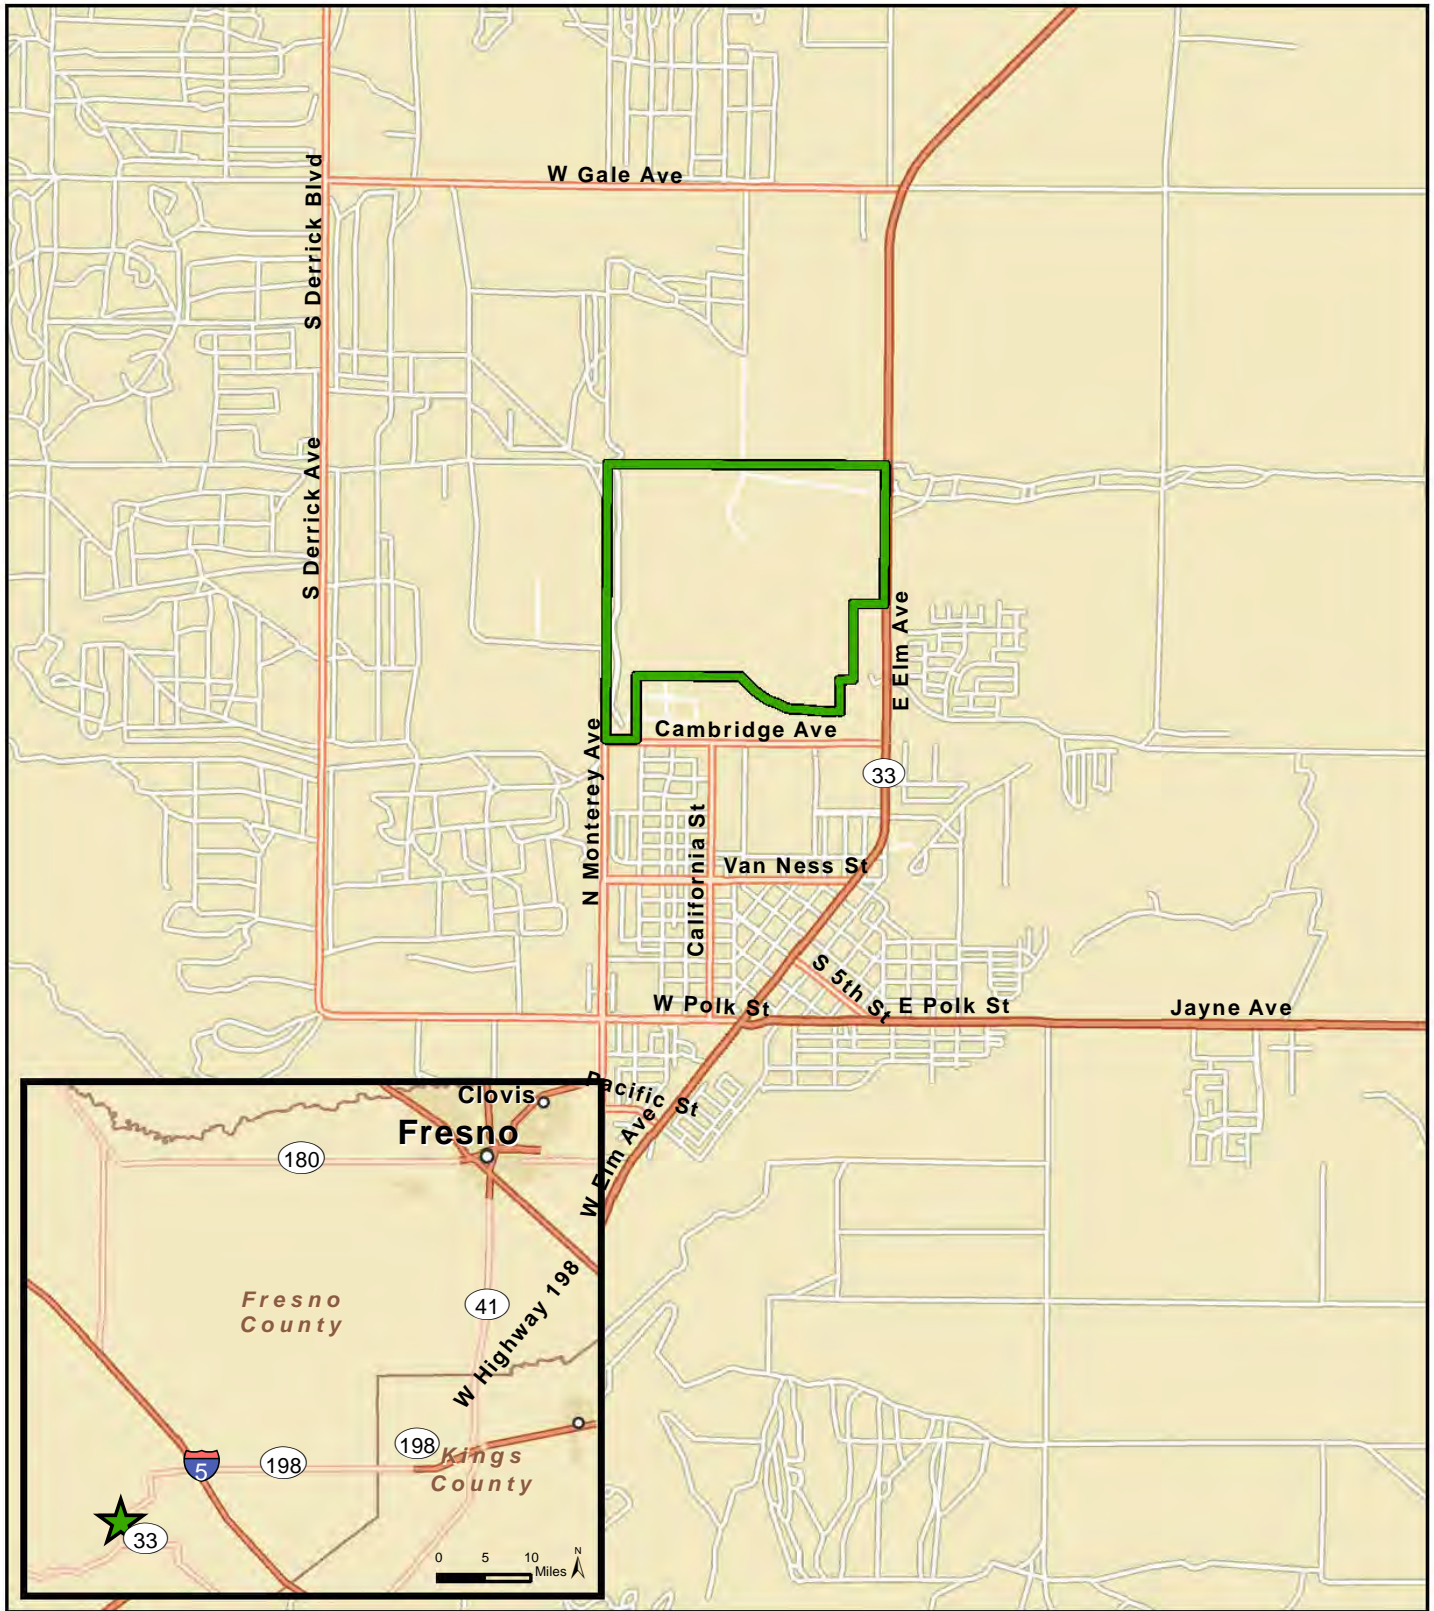 W Gale Ave
S Derrick Blvd
S Derrick Ave
E Elm Ave
Cambridge Ave
N Monterey Ave
33
California St
Van Ness St
S 5th St
W Polk St
E Polk St
Jayne Ave
Pacific St
W Elm Ave
W Highway 198
Clovis
Fresno
180
41
Fresno
County
198
Kings
County
5
198
33
0 5 10
Miles
N